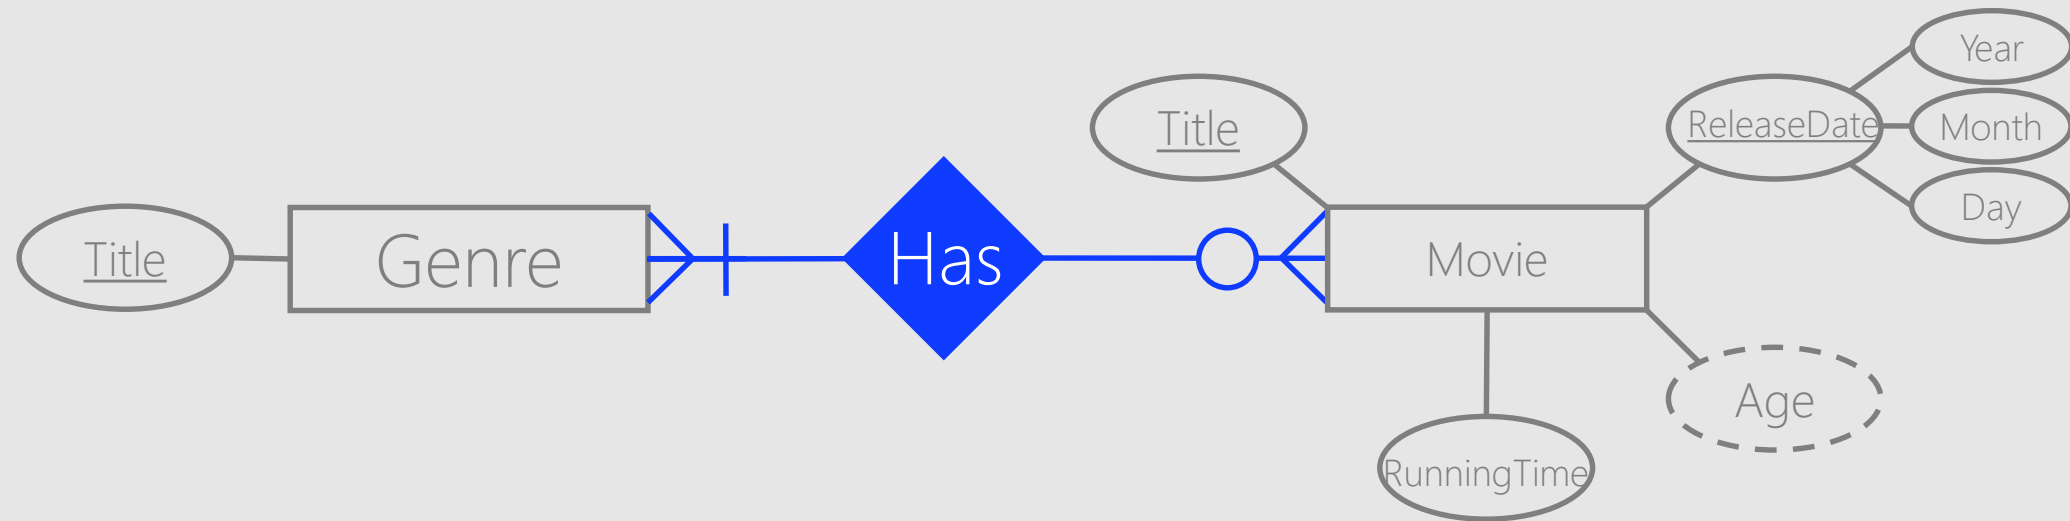 Title
Genre
Has
Title
Movie
ReleaseDate
Year
Month
Day
Age
RunningTime